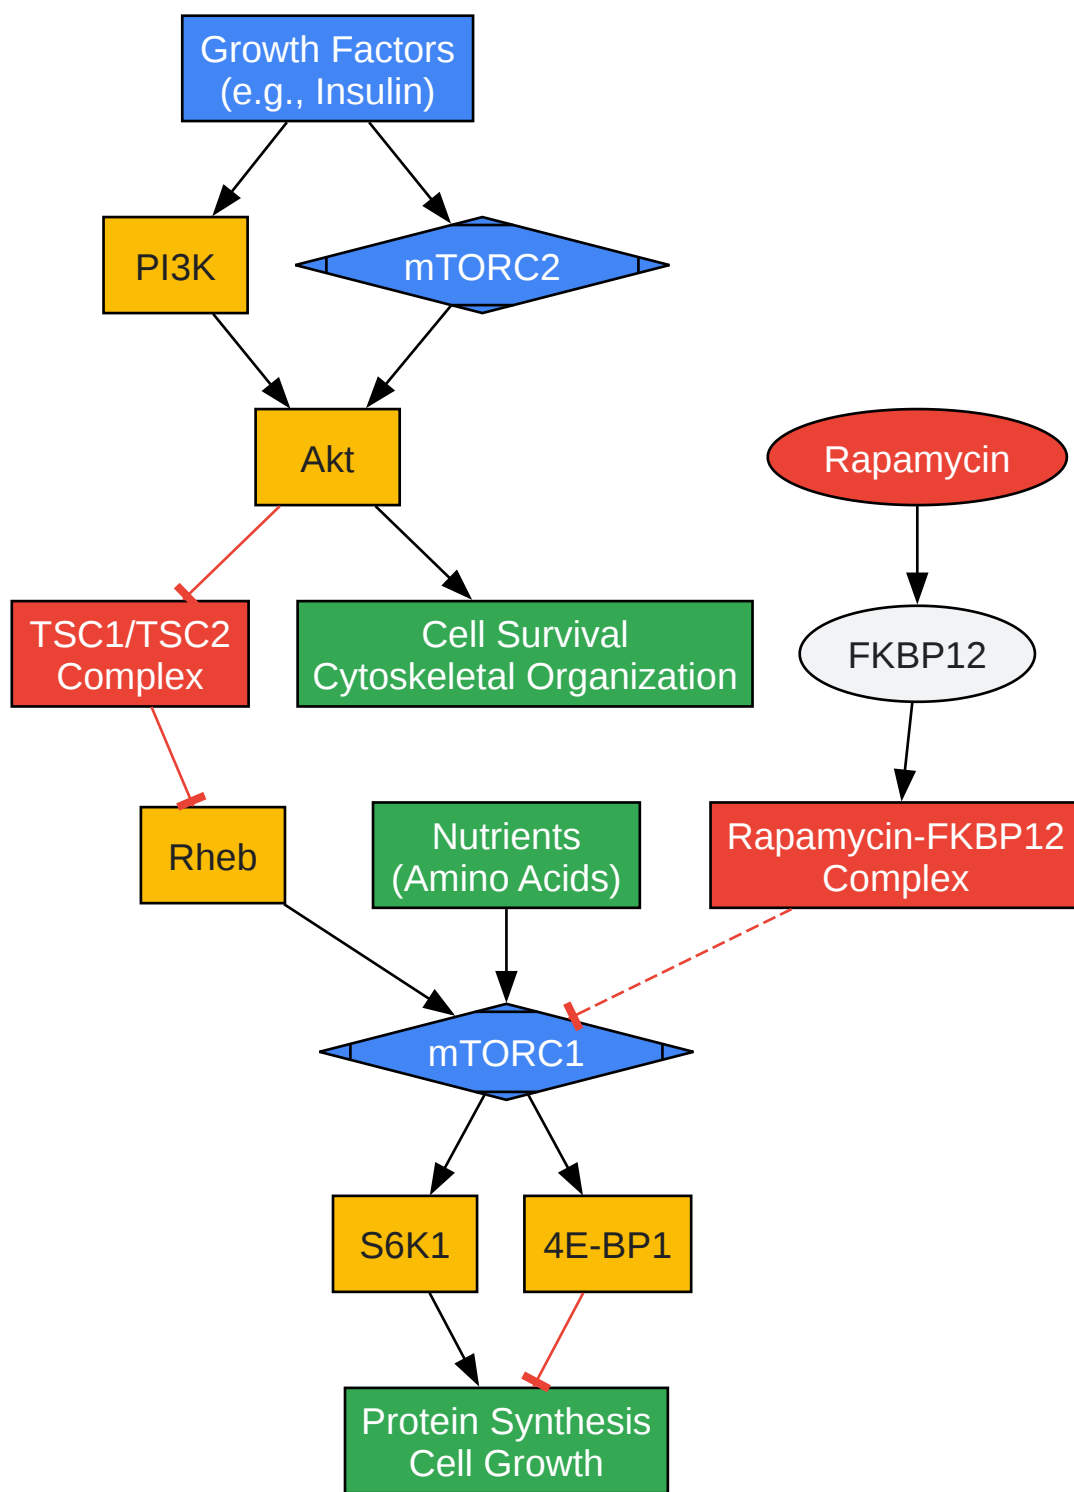 Growth Factors
(e.g., Insulin)
PI3K
mTORC2
Akt
Rapamycin
TSC1/TSC2
Complex
Cell Survival
Cytoskeletal Organization
FKBP12
Rheb
Nutrients
(Amino Acids)
Rapamycin-FKBP12
Complex
mTORC1
S6K1
4E-BP1
Protein Synthesis
Cell Growth